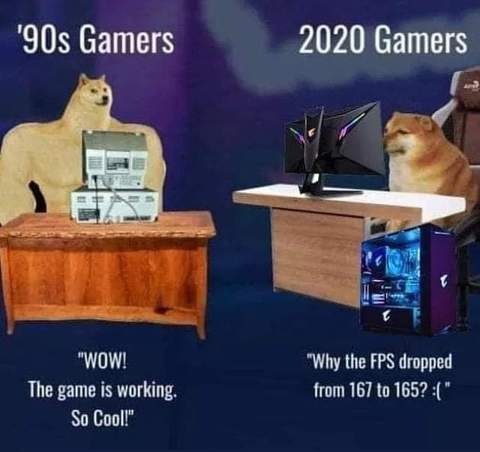 '90s Gamers
2020 Gamers
"WOW!
The game is working.
So Cool!"
"Why the FPS dropped
from 167 to 165? :( "